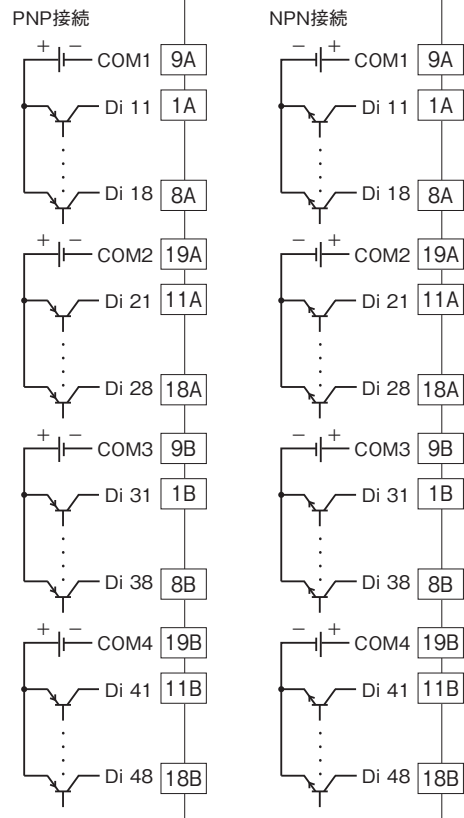 PNP接続 NPN接続
+ − COM1 9A − + COM1 9A
Di 11 1A Di 11 1A
Di 18 8A Di 18 8A
+ − COM2 19A − + COM2 19A
Di 21 11A Di 21 11A
Di 28 18A Di 28 18A
+ − COM3 9B − + COM3 9B
Di 31 1B Di 31 1B
Di 38 8B Di 38 8B
+ − COM4 19B − + COM4 19B
Di 41 11B Di 41 11B
Di 48 18B Di 48 18B